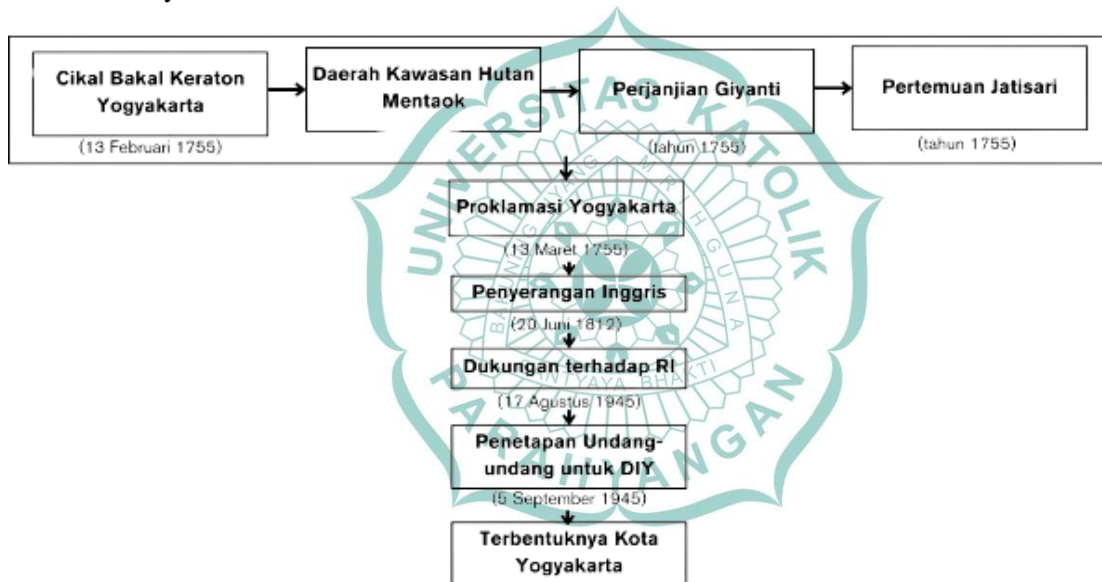 Cikal Bakal Keraton
Yogyakarta
(13 Februari 1755)
Daerah Kawasan Hutan
Mentaok
Perjanjian Giyanti
(tahun 1755)
Pertemuan Jatisari
(tahun 1755)
Proklamasi Yogyakarta
(13 Maret 1755)
Penyerangan Inggris
(20 Juni 1812)
Dukungan terhadap RI
(17 Agustus 1945)
Penetapan Undang-
undang untuk DIY
(5 September 1945)
Terbentuknya Kota
Yogyakarta
UNIVERSITAS KATOLIK
PARAHYANGAN